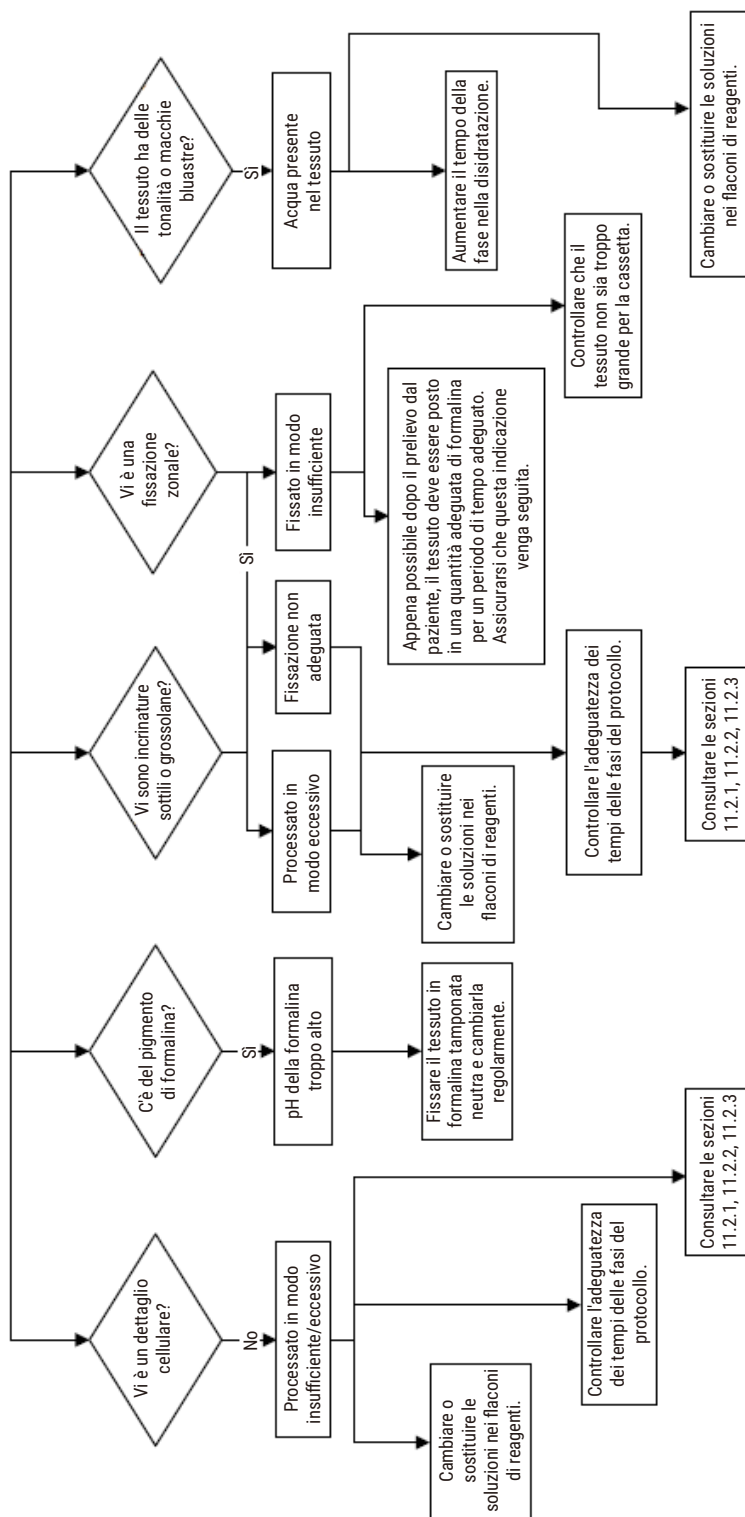 Vi è un dettaglio
cellulare?
No
Processato in modo
insufficiente/eccessivo
Cambiare o
sostituire le
soluzioni nei flaconi
di reagenti.
Controllare l'adeguatezza
dei tempi delle fasi del
protocollo.
Consultare le sezioni
11.2.1, 11.2.2, 11.2.3
C'è del pigmento
di formalina?
Sì
pH della formalina
troppo alto
Fissare il tessuto in
formalina tamponata
neutra e cambiarla
regolarmente.
Vi sono incrinature
sottili o grossolane?
Processato in
modo eccessivo
Fissazione non
adeguata
Cambiare o sostituire
le soluzioni nei
flaconi di reagenti.
Controllare l'adeguatezza dei
tempi delle fasi del protocollo.
Consultare le sezioni
11.2.1, 11.2.2, 11.2.3
Vi è una
fissazione
zonale?
Sì
Fissato in modo
insufficiente
Appena possibile dopo il prelievo dal
paziente, il tessuto deve essere posto
in una quantità adeguata di formalina
per un periodo di tempo adeguato.
Assicurarsi che questa indicazione
venga seguita.
Controllare che il
tessuto non sia troppo
grande per la cassetta.
Il tessuto ha delle
tonalità o macchie
bluastre?
Sì
Acqua presente
nel tessuto
Aumentare il tempo della
fase nella disidratazione.
Cambiare o sostituire le soluzioni
nei flaconi di reagenti.